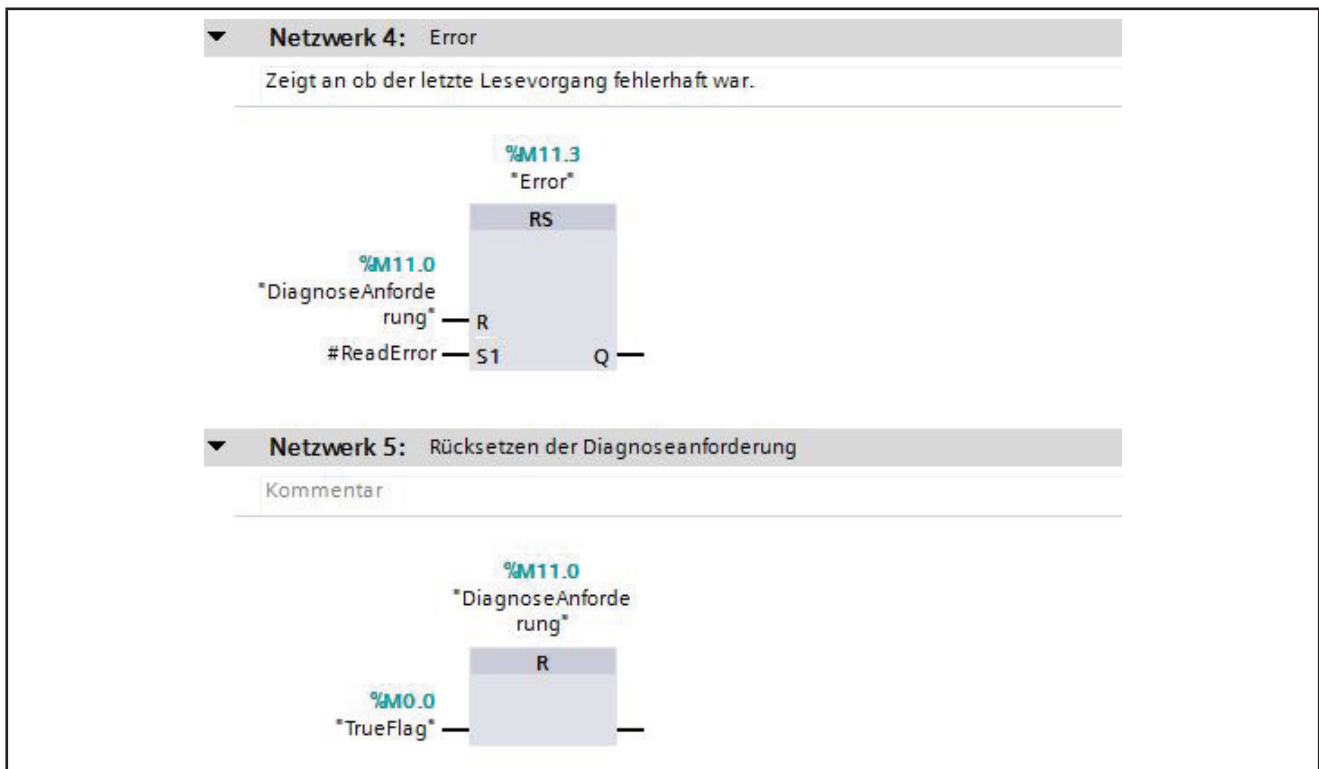 Netzwerk 4: Error
Zeigt an ob der letzte Lesevorgang fehlerhaft war.
%M11.3
"Error"
RS
%M11.0
"DiagnoseAnforde
rung"
R
#ReadError
S1
Q
Netzwerk 5: Rücksetzen der Diagnoseanforderung
Kommentar
%M11.0
"DiagnoseAnforde
rung"
R
%M0.0
"TrueFlag"